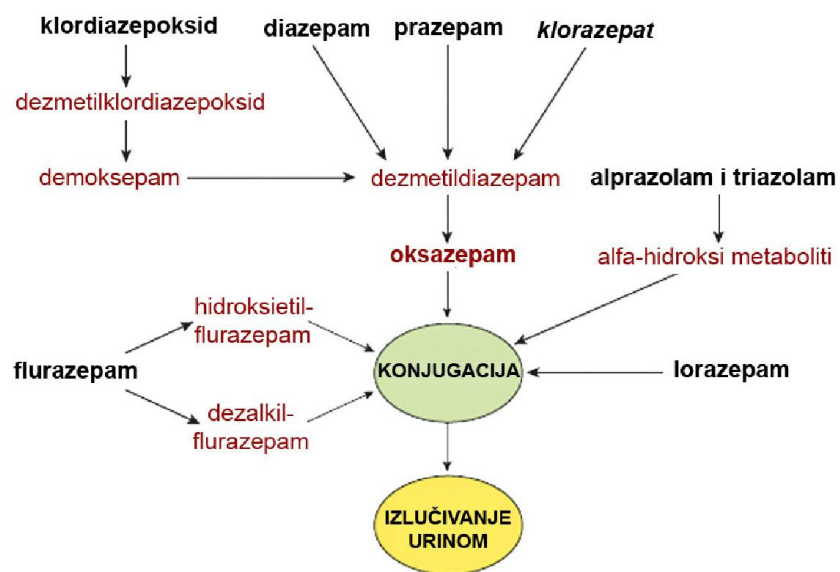 klordiazepoksid
diazepam
prazepam
klorazepat
dezmetilklordiazepoksid
demoksepam
dezmetildiazepam
alprazolam i triazolam
oksazepam
alfa-hidroksi metaboliti
hidroksietil-
flurazepam
flurazepam
KONJUGACIJA
lorazepam
dezalkil-
flurazepam
IZLUČIVANJE
URINOM